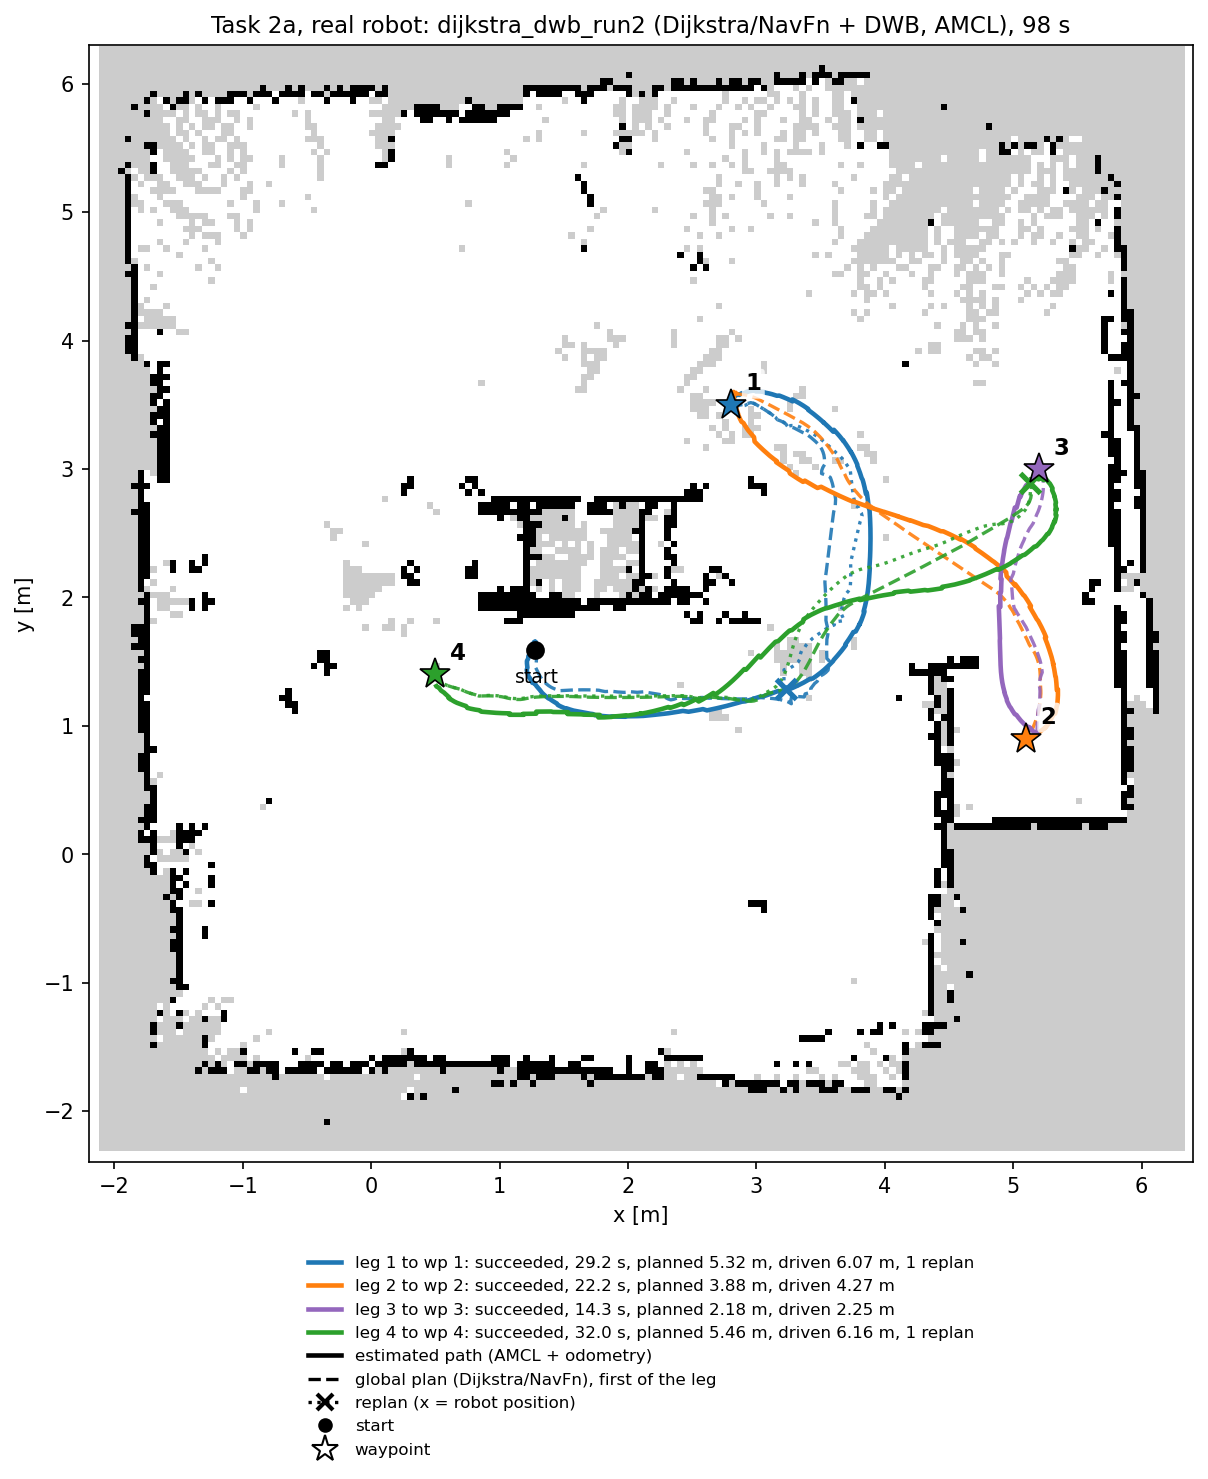 Task 2a, real robot: dijkstra_dwb_run2 (Dijkstra/NavFn + DWB, AMCL), 98 s
6
5
4
3
2
1
0
−1
−2
y [m]
1
3
4
start
2
−2 −1 0 1 2 3 4 5 6
x [m]
leg 1 to wp 1: succeeded, 29.2 s, planned 5.32 m, driven 6.07 m, 1 replan
leg 2 to wp 2: succeeded, 22.2 s, planned 3.88 m, driven 4.27 m
leg 3 to wp 3: succeeded, 14.3 s, planned 2.18 m, driven 2.25 m
leg 4 to wp 4: succeeded, 32.0 s, planned 5.46 m, driven 6.16 m, 1 replan
estimated path (AMCL + odometry)
global plan (Dijkstra/NavFn), first of the leg
replan (x = robot position)
start
waypoint